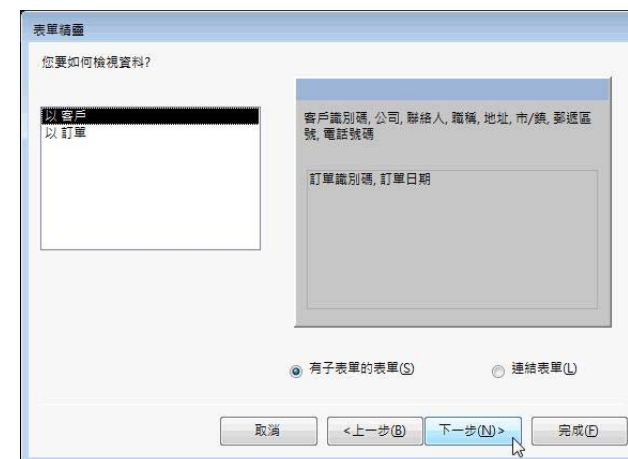 表單精靈
您要如何檢視資料?
以 客戶
以 訂單
客戶識別碼, 公司, 聯絡人, 職稱, 地址, 市/鎮, 郵遞區
號, 電話號碼
訂單識別碼, 訂單日期
有子表單的表單(S)
連結表單(L)
取消
<上一步(B)
下一步(N)>
完成(F)